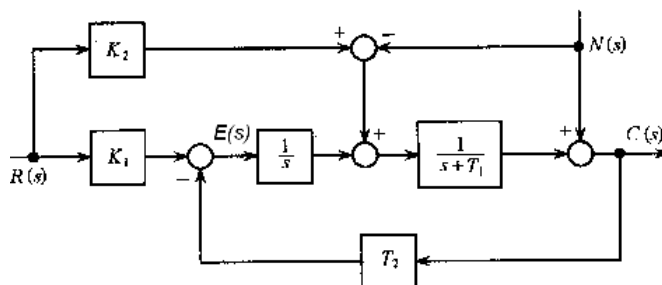 K₂
+
−
N(s)
R(s)
K₁
−
E(s)
1/s
+
1/(s+T₁)
+
C(s)
T₂